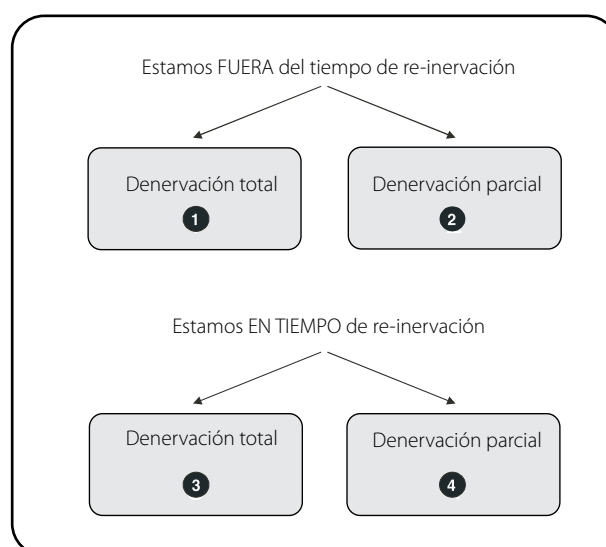 Estamos FUERA del tiempo de re-inervación
Denervación total
1
Denervación parcial
2
Estamos EN TIEMPO de re-inervación
Denervación total
3
Denervación parcial
4